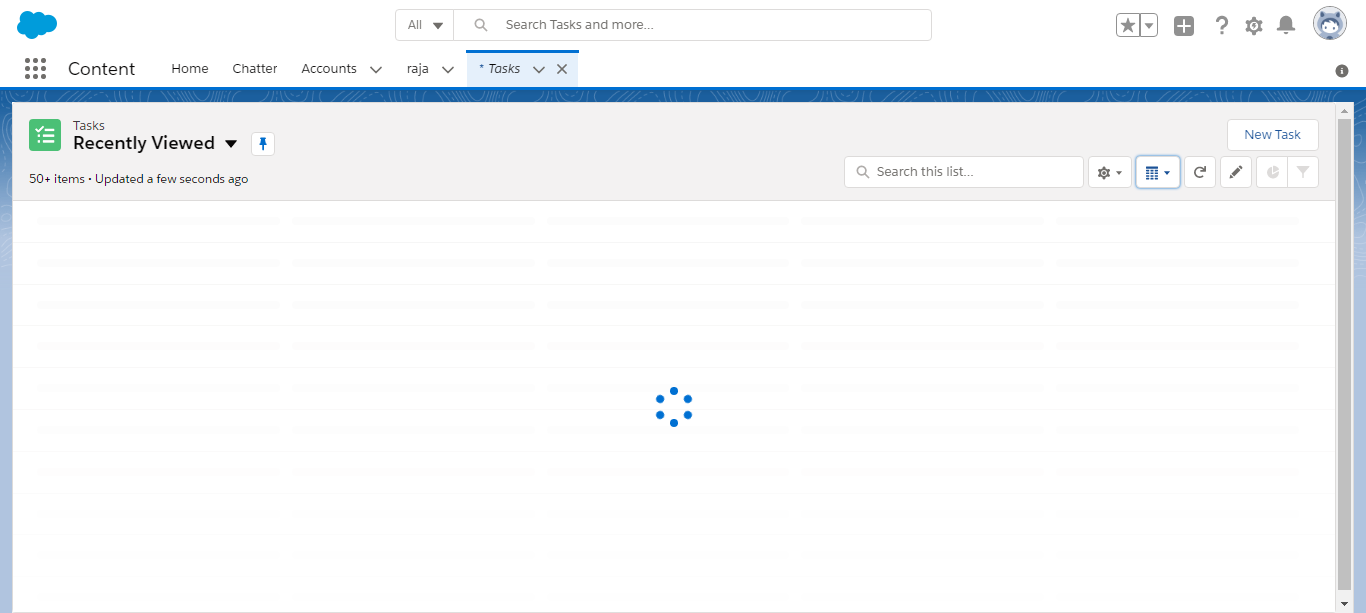 All Search Tasks and more...
Content Home Chatter Accounts raja * Tasks
Tasks
Recently Viewed
New Task
50+ items • Updated a few seconds ago
Search this list...